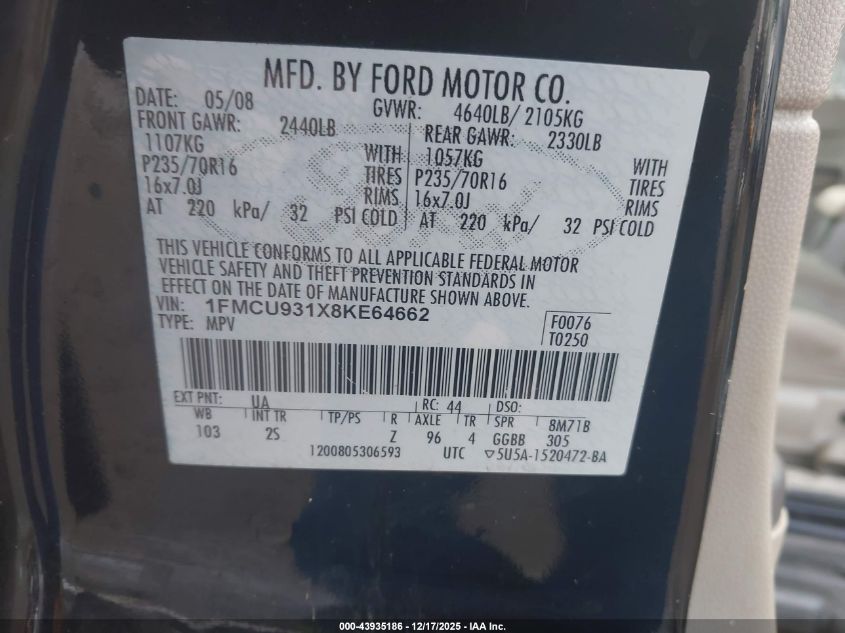 MFD. BY FORD MOTOR CO.
DATE: 05/08 GVWR: 4640LB/ 2105KG
FRONT GAWR: 2440LB REAR GAWR: 2330LB
1107KG WITH 1057KG WITH
P235/70R16 TIRES P235/70R16 TIRES
16x7.0J RIMS 16x7.0J RIMS
AT 220 kPa/ 32 PSI COLD AT 220 kPa/ 32 PSI COLD
THIS VEHICLE CONFORMS TO ALL APPLICABLE FEDERAL MOTOR
VEHICLE SAFETY AND THEFT PREVENTION STANDARDS IN
EFFECT ON THE DATE OF MANUFACTURE SHOWN ABOVE.
VIN: 1FMCU931X8KE64662 F0076
TYPE: MPV T0250
EXT PNT: UA RC: 44 DSO:
WB INT TR TP/PS R AXLE TR SPR 8M71B
103 2S Z 96 4 GGBB 305
1200805306593 UTC ▽5U5A-1520472-BA
000-43935186 - 12/17/2025 - IAA Inc.